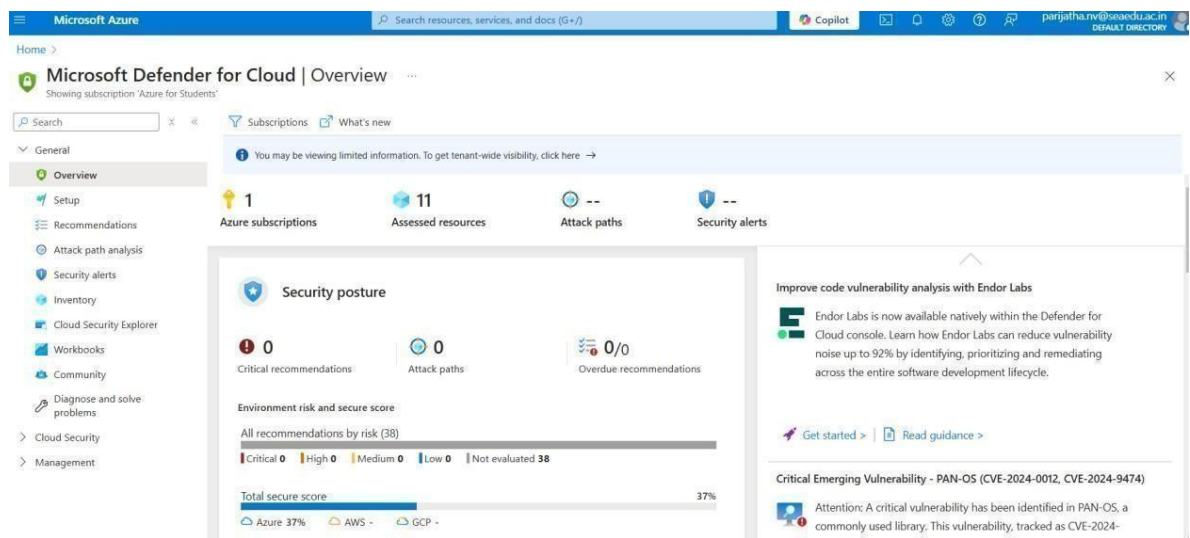 Microsoft Azure
Search resources, services, and docs (G+/)
Copilot
parijatha.nv@seaedu.ac.in
DEFAULT DIRECTORY
Home >
Microsoft Defender for Cloud | Overview ...
Showing subscription 'Azure for Students'
Search
Subscriptions
What's new
General
Overview
Setup
Recommendations
Attack path analysis
Security alerts
Inventory
Cloud Security Explorer
Workbooks
Community
Diagnose and solve
problems
Cloud Security
Management
You may be viewing limited information. To get tenant-wide visibility, click here →
1
Azure subscriptions
11
Assessed resources
--
Attack paths
--
Security alerts
Security posture
0
Critical recommendations
0
Attack paths
0/0
Overdue recommendations
Environment risk and secure score
All recommendations by risk (38)
Critical 0 High 0 Medium 0 Low 0 Not evaluated 38
Total secure score 37%
Azure 37% AWS - GCP -
Improve code vulnerability analysis with Endor Labs
Endor Labs is now available natively within the Defender for
Cloud console. Learn how Endor Labs can reduce vulnerability
noise up to 92% by identifying, prioritizing and remediating
across the entire software development lifecycle.
Get started > | Read guidance >
Critical Emerging Vulnerability - PAN-OS (CVE-2024-0012, CVE-2024-9474)
Attention: A critical vulnerability has been identified in PAN-OS, a
commonly used library. This vulnerability, tracked as CVE-2024-